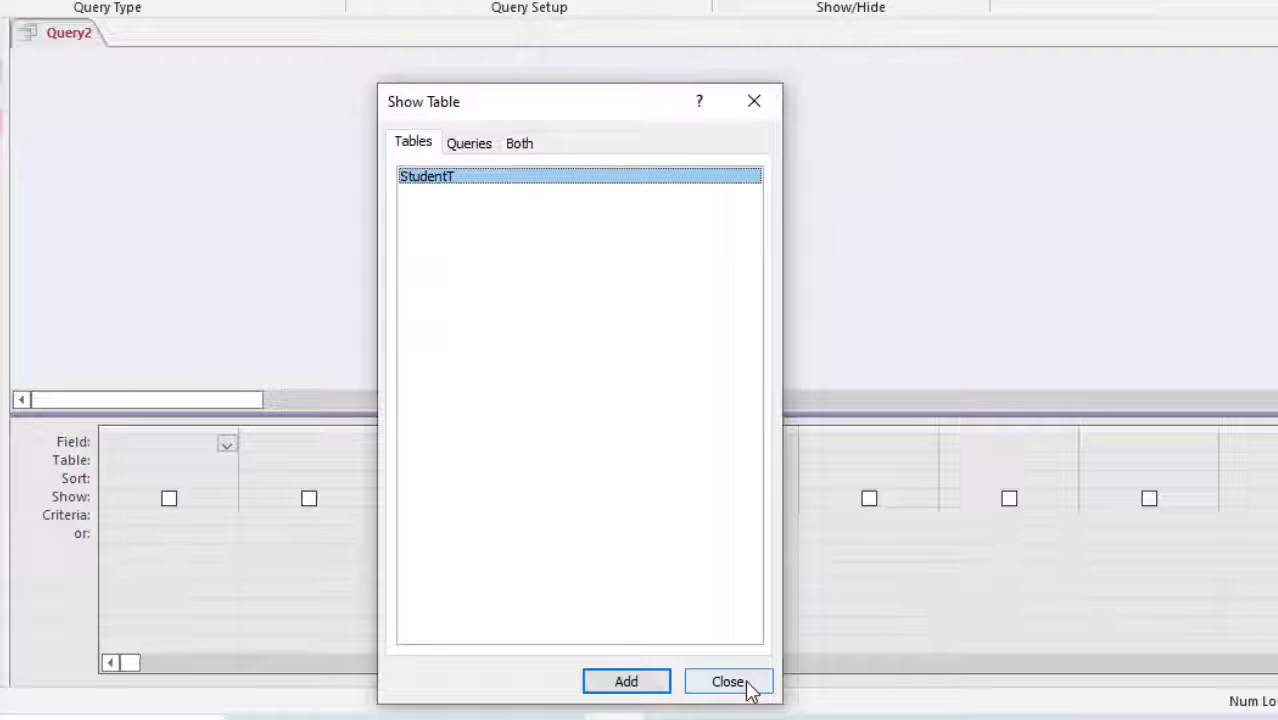 Query Type Query Setup Show/Hide
Query2
Show Table ?
Tables Queries Both
StudentT
Field:
Table:
Sort:
Show:
Criteria:
or:
Add Close
Num Lo